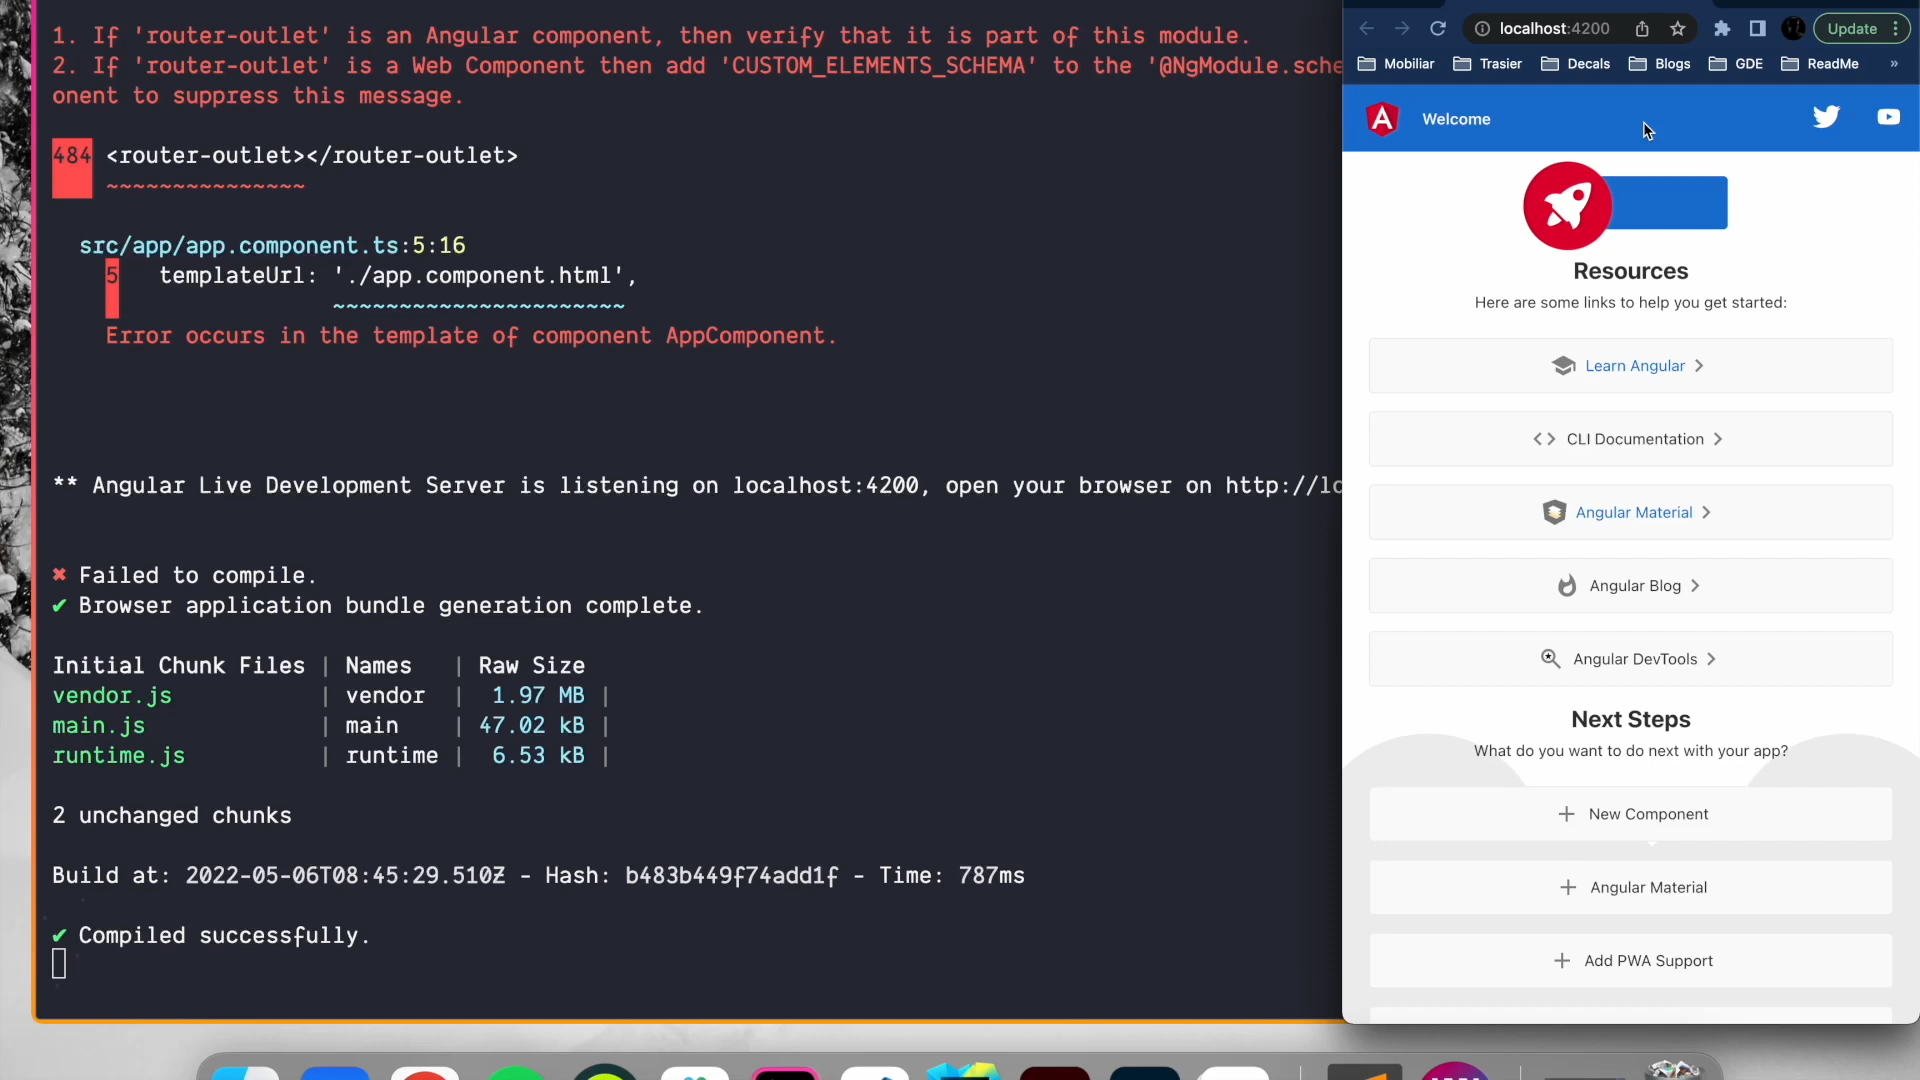 1. If 'router-outlet' is an Angular component, then verify that it is part of this module.
2. If 'router-outlet' is a Web Component then add 'CUSTOM_ELEMENTS_SCHEMA' to the '@NgModule.sche
onent to suppress this message.
484 <router-outlet></router-outlet>
~~~~~~~~~~~~~~~
src/app/app.component.ts:5:16
5 templateUrl: './app.component.html',
~~~~~~~~~~~~~~~~~~~~~~
Error occurs in the template of component AppComponent.
** Angular Live Development Server is listening on localhost:4200, open your browser on http://lo
✖ Failed to compile.
✔ Browser application bundle generation complete.
Initial Chunk Files | Names | Raw Size
vendor.js | vendor | 1.97 MB |
main.js | main | 47.02 kB |
runtime.js | runtime | 6.53 kB |
2 unchanged chunks
Build at: 2022-05-06T08:45:29.510Z - Hash: b483b449f74add1f - Time: 787ms
✔ Compiled successfully.
localhost:4200
Update
Mobiliar Trasier Decals Blogs GDE ReadMe »
A Welcome
Resources
Here are some links to help you get started:
Learn Angular
CLI Documentation
Angular Material
Angular Blog
Angular DevTools
Next Steps
What do you want to do next with your app?
New Component
Angular Material
Add PWA Support